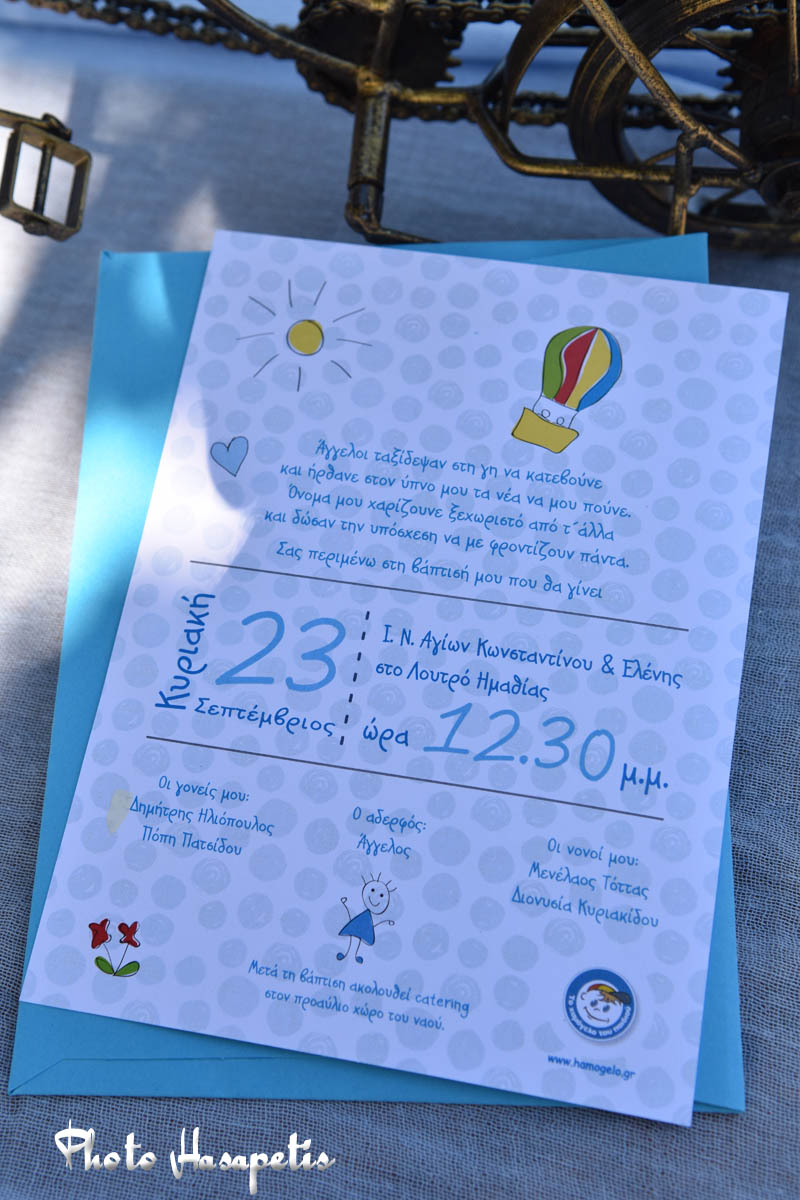 Άγγελοι ταξίδεψαν στη γη να κατεβούνε
και ήρθανε στον ύπνο μου τα νέα να μου πούνε.
Όνομα μου χαρίζουνε ξεχωριστό από τ΄άλλα
και δώσαν την υπόσχεση να με φροντίζουν πάντα.
Σας περιμένω στη βάπτισή μου που θα γίνει
Κυριακή
23
Σεπτέμβριος
Ι. Ν. Αγίων Κωνσταντίνου & Ελένης
στο Λουτρό Ημαθίας
ώρα 12.30 μ.μ.
Οι γονείς μου:
Δημήτρης Ηλιόπουλος
Πόπη Πατσίδου
Ο αδερφός:
Άγγελος
Οι νονοί μου:
Μενέλαος Τόττας
Διονυσία Κυριακίδου
Μετά τη βάπτιση ακολουθεί catering
στον προαύλιο χώρο του ναού.
Το χαμόγελο του παιδιού
www.hamogelo.gr
Photo Hasapetis